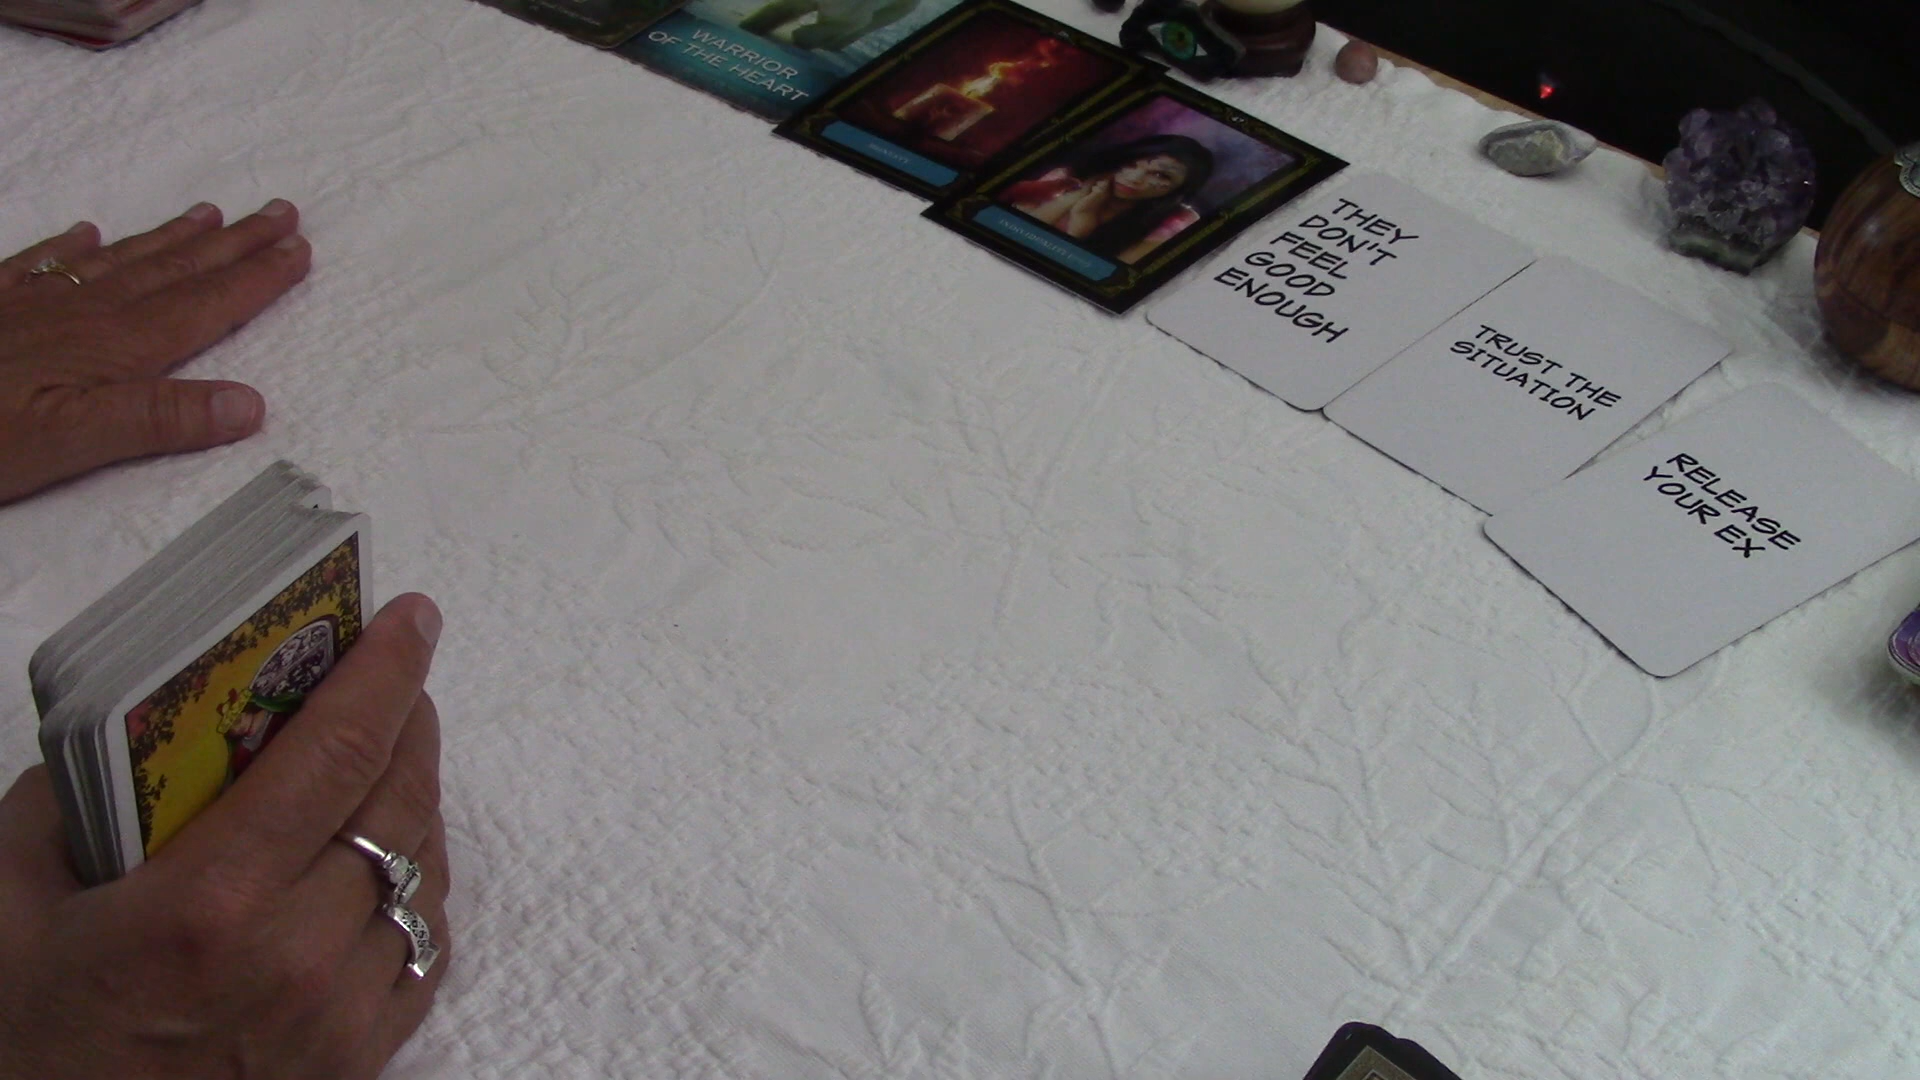 WARRIOR
OF THE HEART
THEY
DON'T
FEEL
GOOD
ENOUGH
TRUST THE
SITUATION
RELEASE
YOUR EX